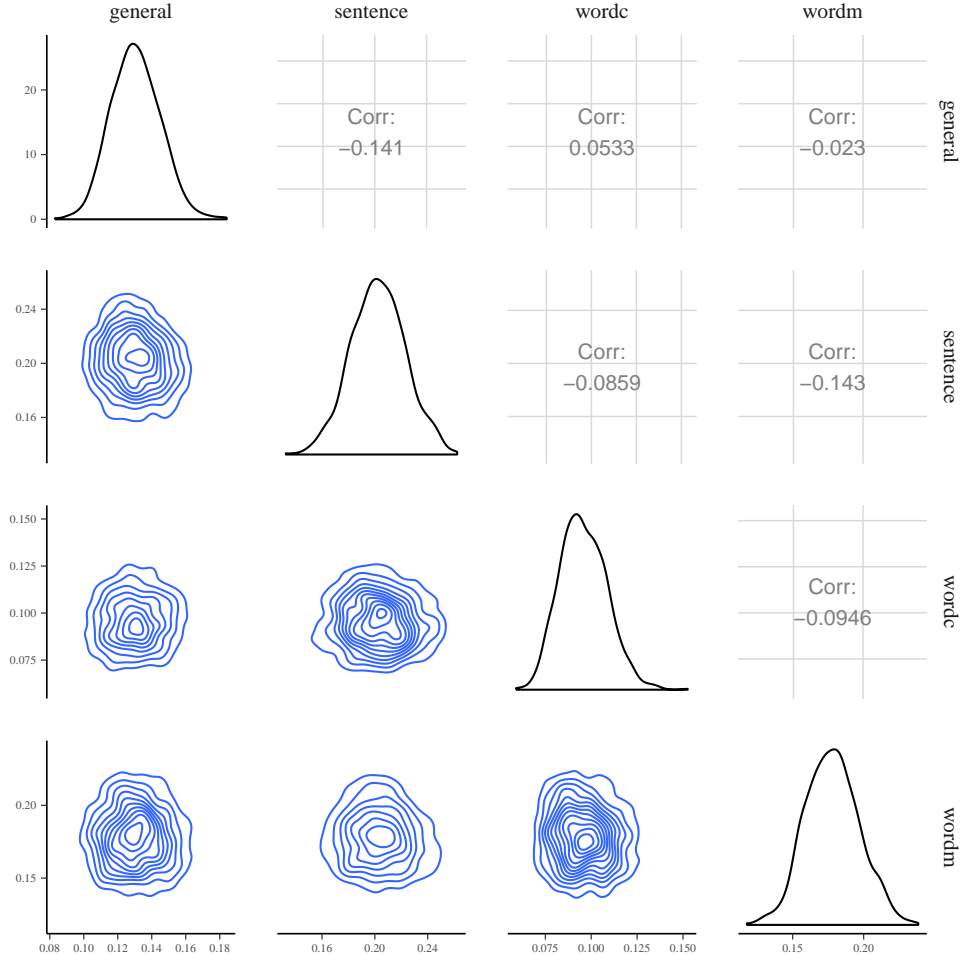 general sentence wordc wordm
20
10
0
Corr:
−0.141
Corr:
0.0533
Corr:
−0.023
general
0.24
0.20
0.16
Corr:
−0.0859
Corr:
−0.143
sentence
0.150
0.125
0.100
0.075
Corr:
−0.0946
wordc
0.20
0.15
wordm
0.08 0.10 0.12 0.14 0.16 0.18 0.16 0.20 0.24 0.075 0.100 0.125 0.150 0.15 0.20